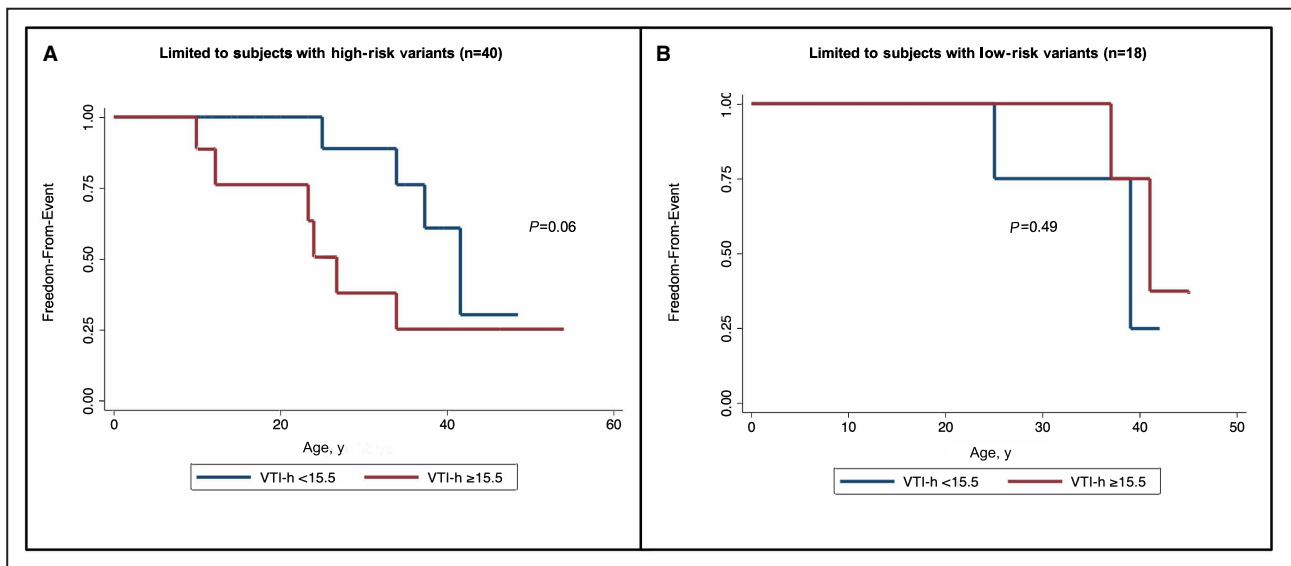 A
Limited to subjects with high-risk variants (n=40)
Freedom-From-Event
1.00
0.75
0.50
0.25
0.00
P=0.06
0 20 40 60
Age, y
VTI-h <15.5 VTI-h ≥15.5
B
Limited to subjects with low-risk variants (n=18)
Freedom-From-Event
1.00
0.75
0.50
0.25
0.00
P=0.49
0 10 20 30 40 50
Age, y
VTI-h <15.5 VTI-h ≥15.5